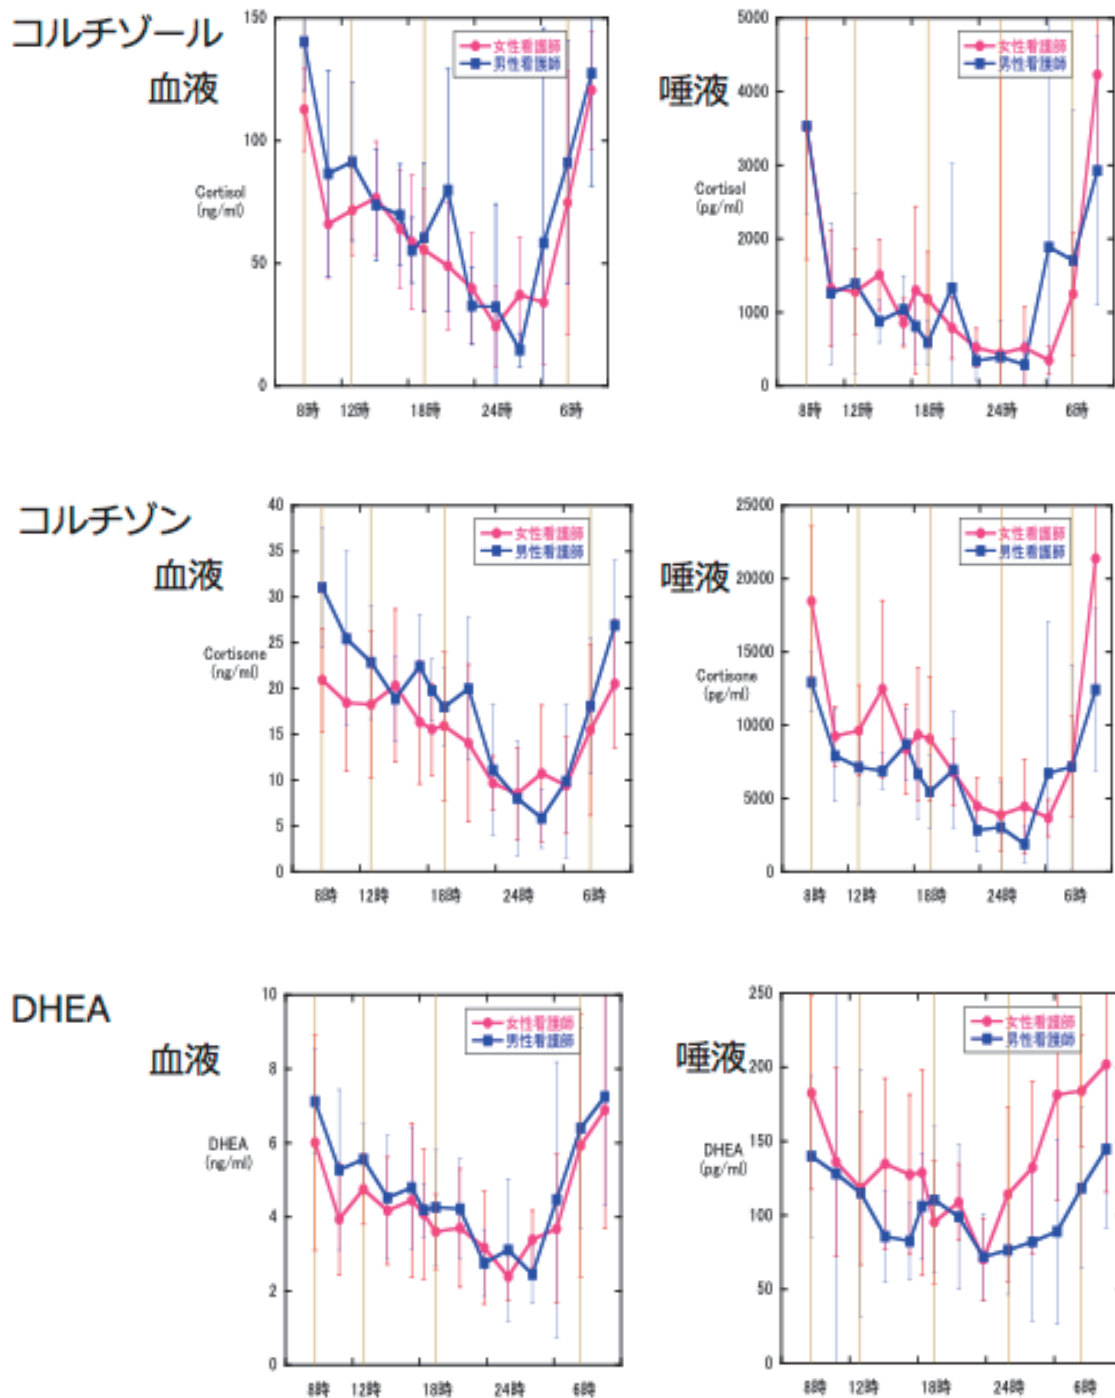 コルチゾール
血液
Cortisol
(ng/ml)
150
100
50
0
女性看護師
男性看護師
8時 12時 18時 24時 6時
唾液
Cortisol
(pg/ml)
5000
4000
3000
2000
1000
0
女性看護師
男性看護師
8時 12時 18時 24時 6時
コルチゾン
血液
Cortisone
(ng/ml)
40
35
30
25
20
15
10
5
0
女性看護師
男性看護師
8時 12時 18時 24時 6時
唾液
Cortisone
(pg/ml)
25000
20000
15000
10000
5000
0
女性看護師
男性看護師
8時 12時 18時 24時 6時
DHEA
血液
DHEA
(ng/ml)
10
8
6
4
2
0
女性看護師
男性看護師
8時 12時 18時 24時 6時
唾液
DHEA
(pg/ml)
250
200
150
100
50
0
女性看護師
男性看護師
8時 12時 18時 24時 6時